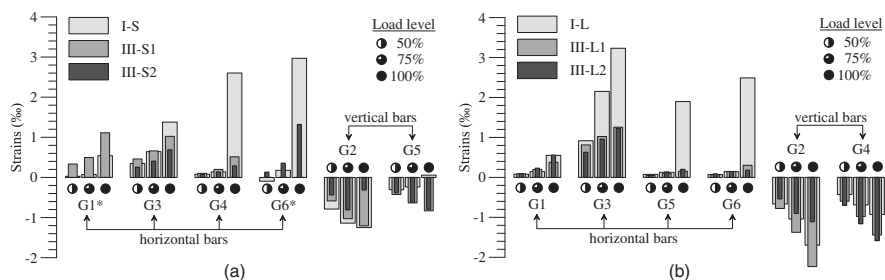 4
3
2
1
0
-1
-2
Strains (‰)
I-S
III-S1
III-S2
Load level
50%
75%
100%
vertical bars
G2
G5
G1*
G3
G4
G6*
horizontal bars
(a)
4
3
2
1
0
-1
-2
Strains (‰)
I-L
III-L1
III-L2
Load level
50%
75%
100%
vertical bars
G2
G4
G1
G3
G5
G6
horizontal bars
(b)